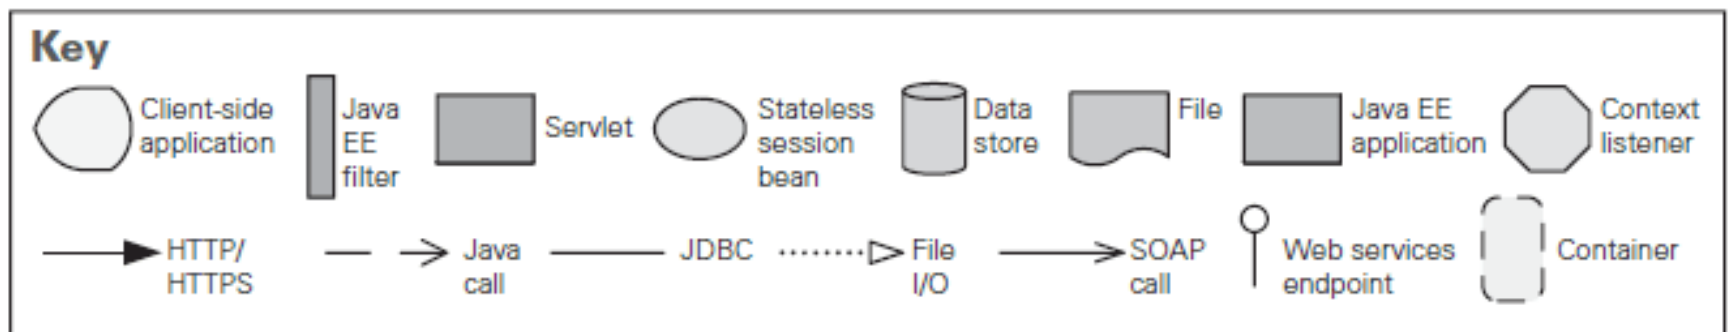 Key
Client-side
application
Java
EE
filter
Servlet
Stateless
session
bean
Data
store
File
Java EE
application
Context
listener
HTTP/
HTTPS
Java
call
JDBC
File
I/O
SOAP
call
Web services
endpoint
Container